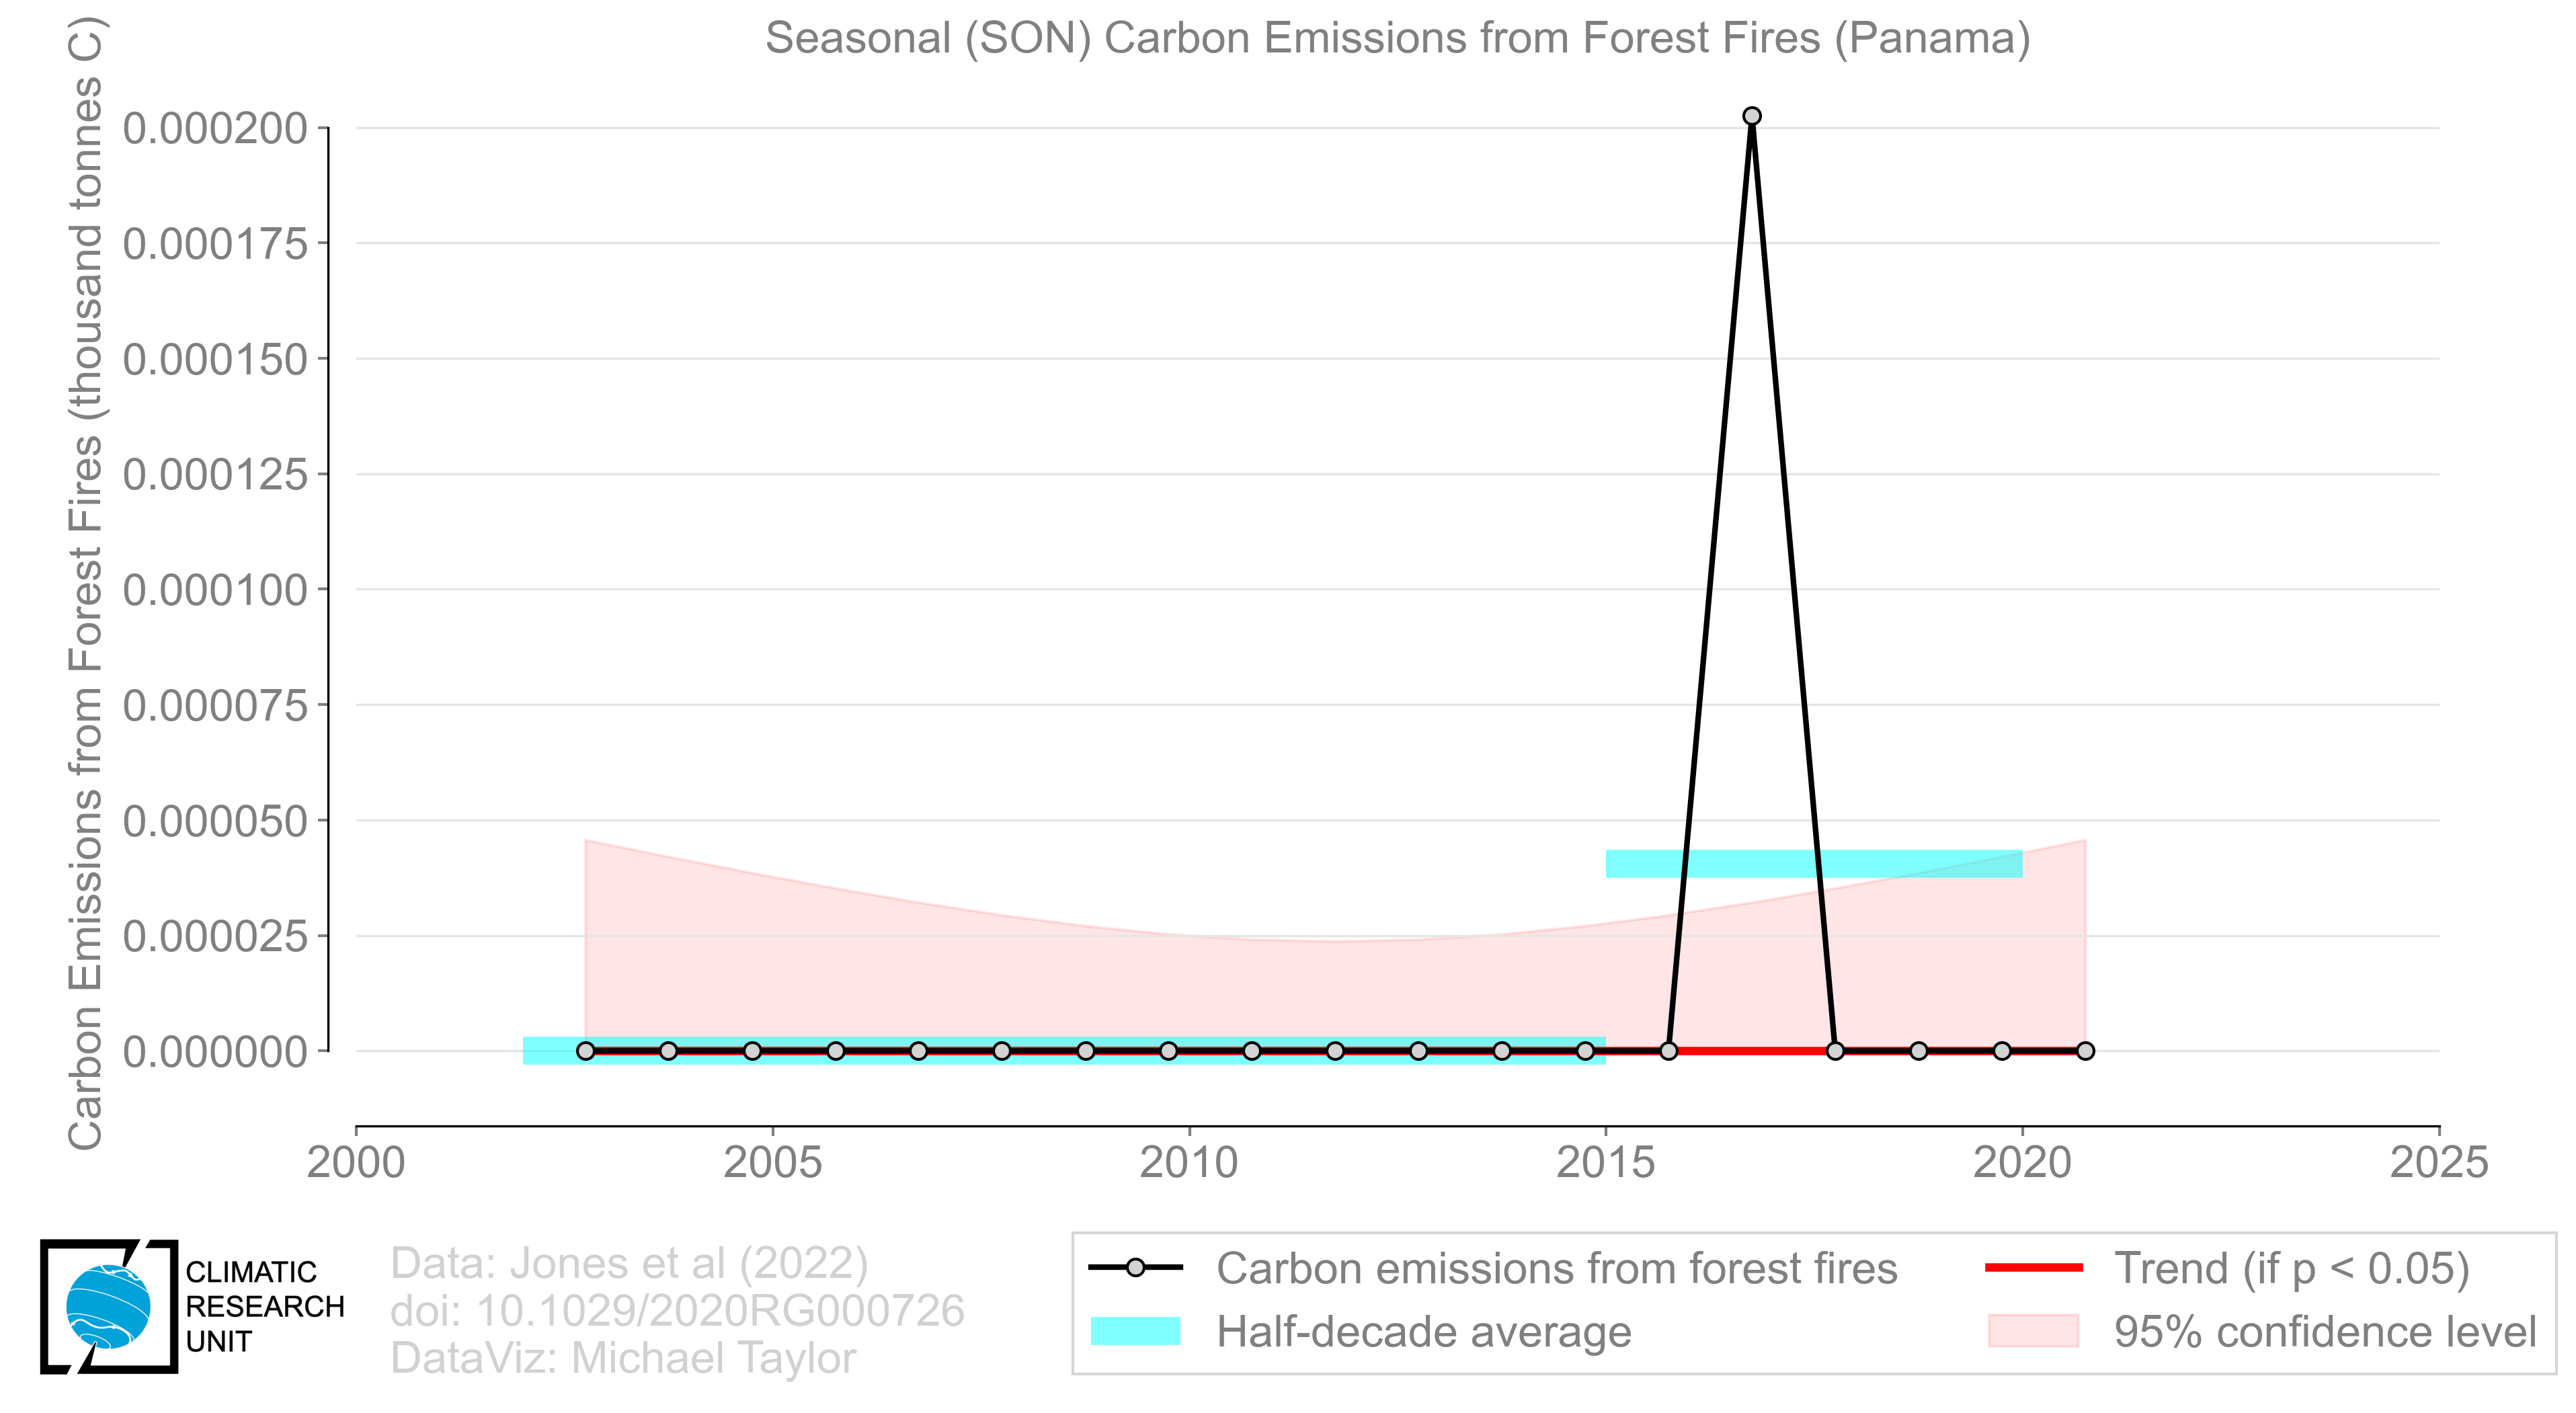 Seasonal (SON) Carbon Emissions from Forest Fires (Panama)
Carbon Emissions from Forest Fires (thousand tonnes C)
0.000200
0.000175
0.000150
0.000125
0.000100
0.000075
0.000050
0.000025
0.000000
2000
2005
2010
2015
2020
2025
CLIMATIC
RESEARCH
UNIT
Data: Jones et al (2022)
doi: 10.1029/2020RG000726
DataViz: Michael Taylor
Carbon emissions from forest fires
Half-decade average
Trend (if p < 0.05)
95% confidence level